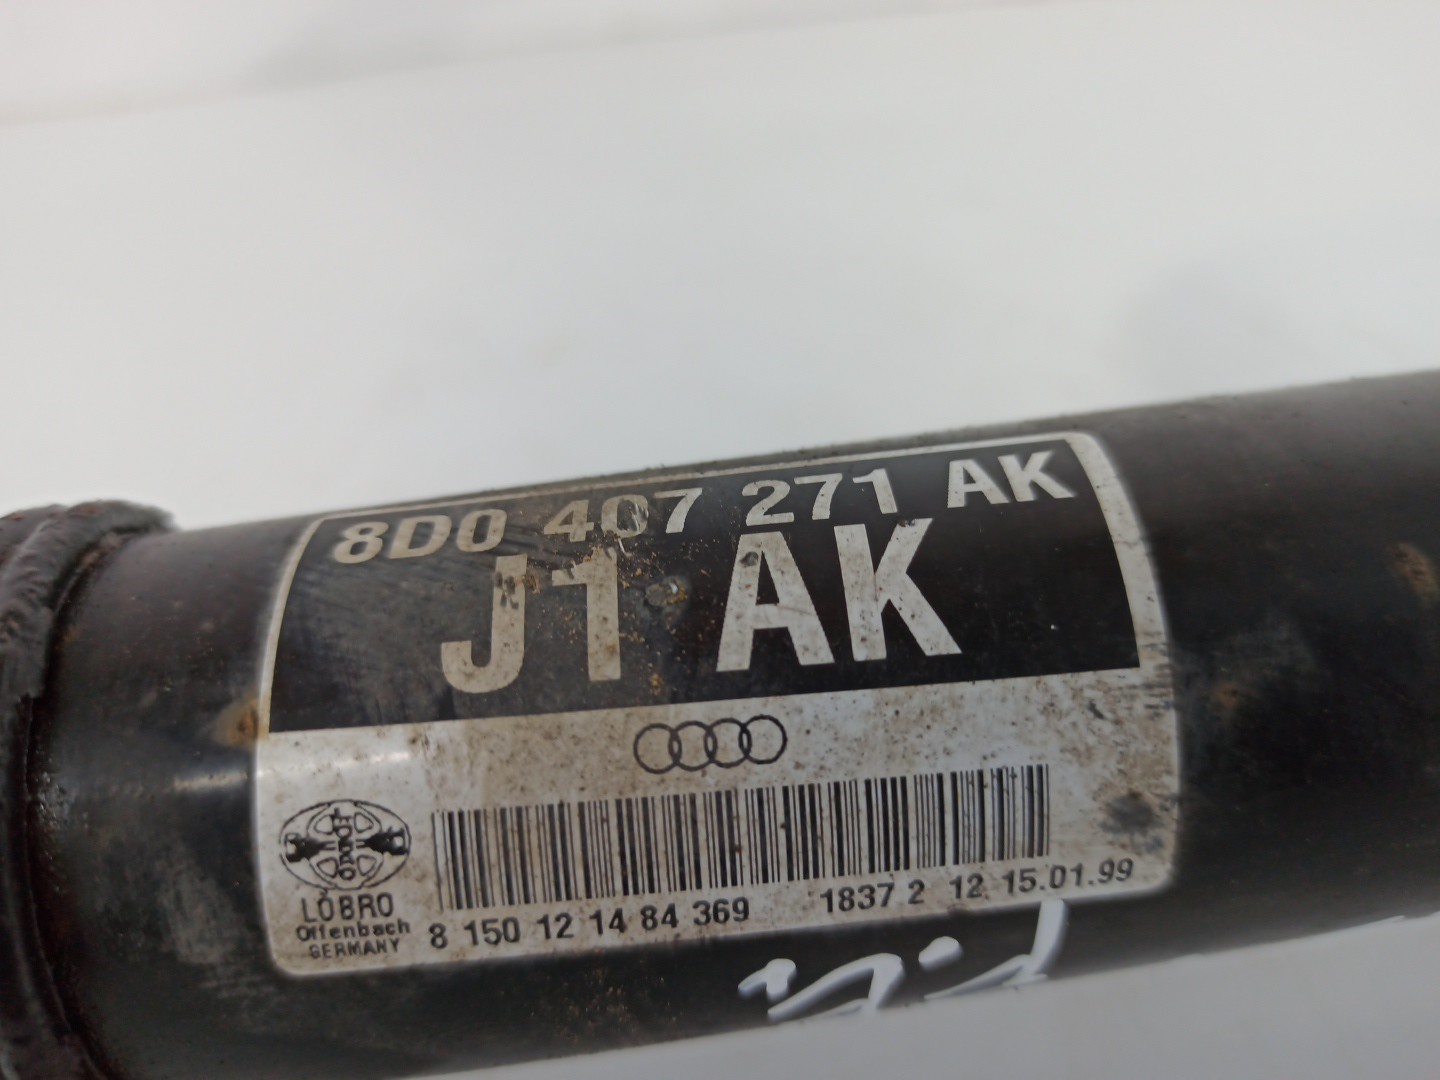 8D0 407 271 AK
J1 AK
LÖBRO
LÖBRO
Offenbach
GERMANY
8 150 12 14 84 369 1837 2 12 15.01.99